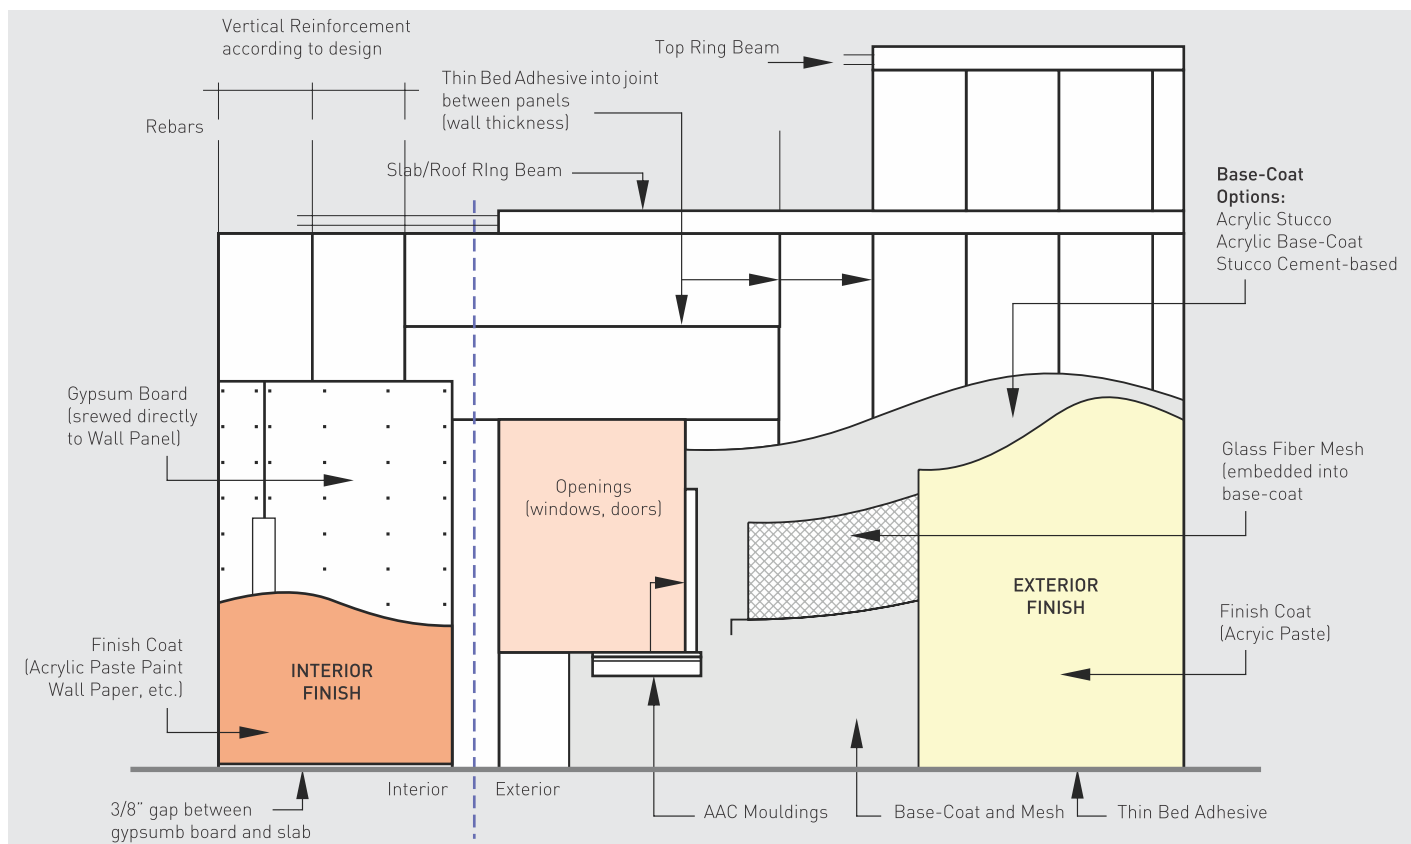 Vertical Reinforcement
according to design
Top Ring Beam
Thin Bed Adhesive into joint
between panels
(wall thickness)
Rebars
Slab/Roof RIng Beam
Base-Coat
Options:
Acrylic Stucco
Acrylic Base-Coat
Stucco Cement-based
Gypsum Board
(srewed directly
to Wall Panel)
Glass Fiber Mesh
(embedded into
base-coat
Openings
(windows, doors)
EXTERIOR
FINISH
Finish Coat
(Acryic Paste)
Finish Coat
(Acrylic Paste Paint
Wall Paper, etc.)
INTERIOR
FINISH
Interior
Exterior
3/8" gap between
gypsumb board and slab
AAC Mouldings
Base-Coat and Mesh
Thin Bed Adhesive